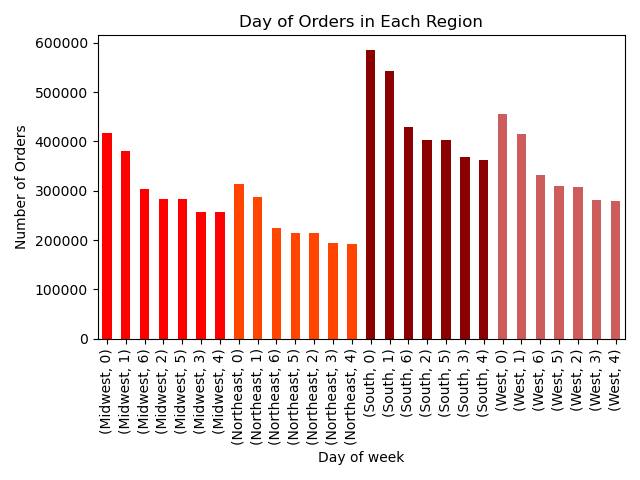 Day of Orders in Each Region
600000
500000
400000
300000
200000
100000
0
Number of Orders
(Midwest, 0)
(Midwest, 1)
(Midwest, 6)
(Midwest, 2)
(Midwest, 5)
(Midwest, 3)
(Midwest, 4)
(Northeast, 0)
(Northeast, 1)
(Northeast, 6)
(Northeast, 5)
(Northeast, 2)
(Northeast, 3)
(Northeast, 4)
(South, 0)
(South, 1)
(South, 6)
(South, 2)
(South, 5)
(South, 3)
(South, 4)
(West, 0)
(West, 1)
(West, 6)
(West, 5)
(West, 2)
(West, 3)
(West, 4)
Day of week